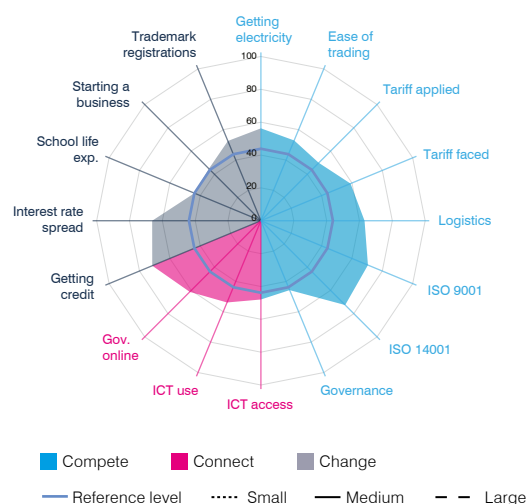 Getting
electricity
Trademark
registrations
Ease of
trading
Starting a
business
Tariff applied
School life
exp.
Tariff faced
Interest rate
spread
Logistics
Getting
credit
ISO 9001
Gov.
online
ISO 14001
ICT use
Governance
ICT access
100
80
60
40
20
0
Compete Connect Change
Reference level Small Medium Large